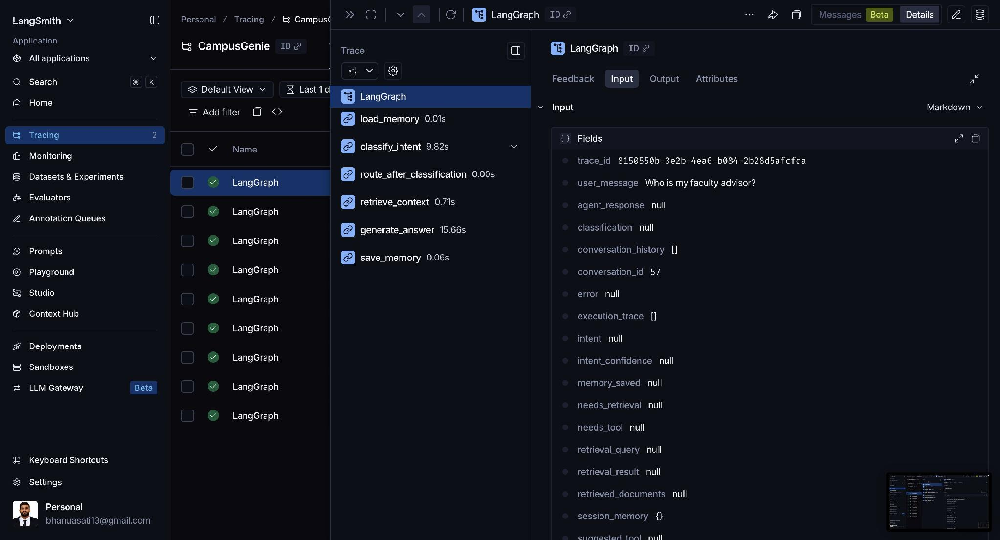 LangSmith
Application
All applications
Search ⌘ K
Home
Tracing 2
Monitoring
Datasets & Experiments
Evaluators
Annotation Queues
Prompts
Playground
Studio
Context Hub
Deployments
Sandboxes
LLM Gateway Beta
Keyboard Shortcuts
Settings
Personal
bhanuasati13@gmail.com
Personal / Tracing / CampusG
CampusGenie ID
Default View Last 1 d
Add filter
Name
LangGraph
LangGraph
LangGraph
LangGraph
LangGraph
LangGraph
LangGraph
LangGraph
LangGraph
LangGraph ID
Messages Beta Details
Trace
LangGraph
load_memory 0.01s
classify_intent 9.82s
route_after_classification 0.00s
retrieve_context 0.71s
generate_answer 15.66s
save_memory 0.06s
LangGraph ID
Feedback Input Output Attributes
Input Markdown
{ } Fields
trace_id 8150550b-3e2b-4ea6-b084-2b28d5afcfda
user_message Who is my faculty advisor?
agent_response null
classification null
conversation_history []
conversation_id 57
error null
execution_trace []
intent null
intent_confidence null
memory_saved null
needs_retrieval null
needs_tool null
retrieval_query null
retrieval_result null
retrieved_documents null
session_memory {}
suggested_tool null